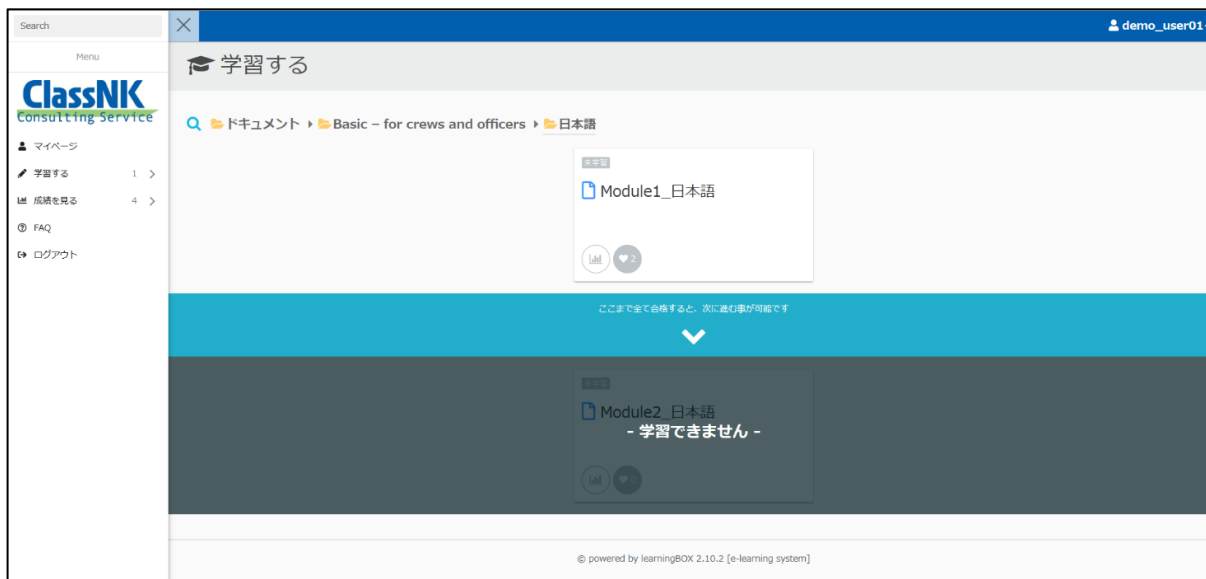 Search
Menu
ClassNK
Consulting Service
マイページ
学習する 1
成績を見る 4
FAQ
ログアウト
demo_user01
学習する
ドキュメント Basic – for crews and officers 日本語
未学習
Module1_日本語
2
ここまで全て合格すると、次に進む事が可能です
未学習
Module2_日本語
- 学習できません -
0
© powered by learningBOX 2.10.2 [e-learning system]